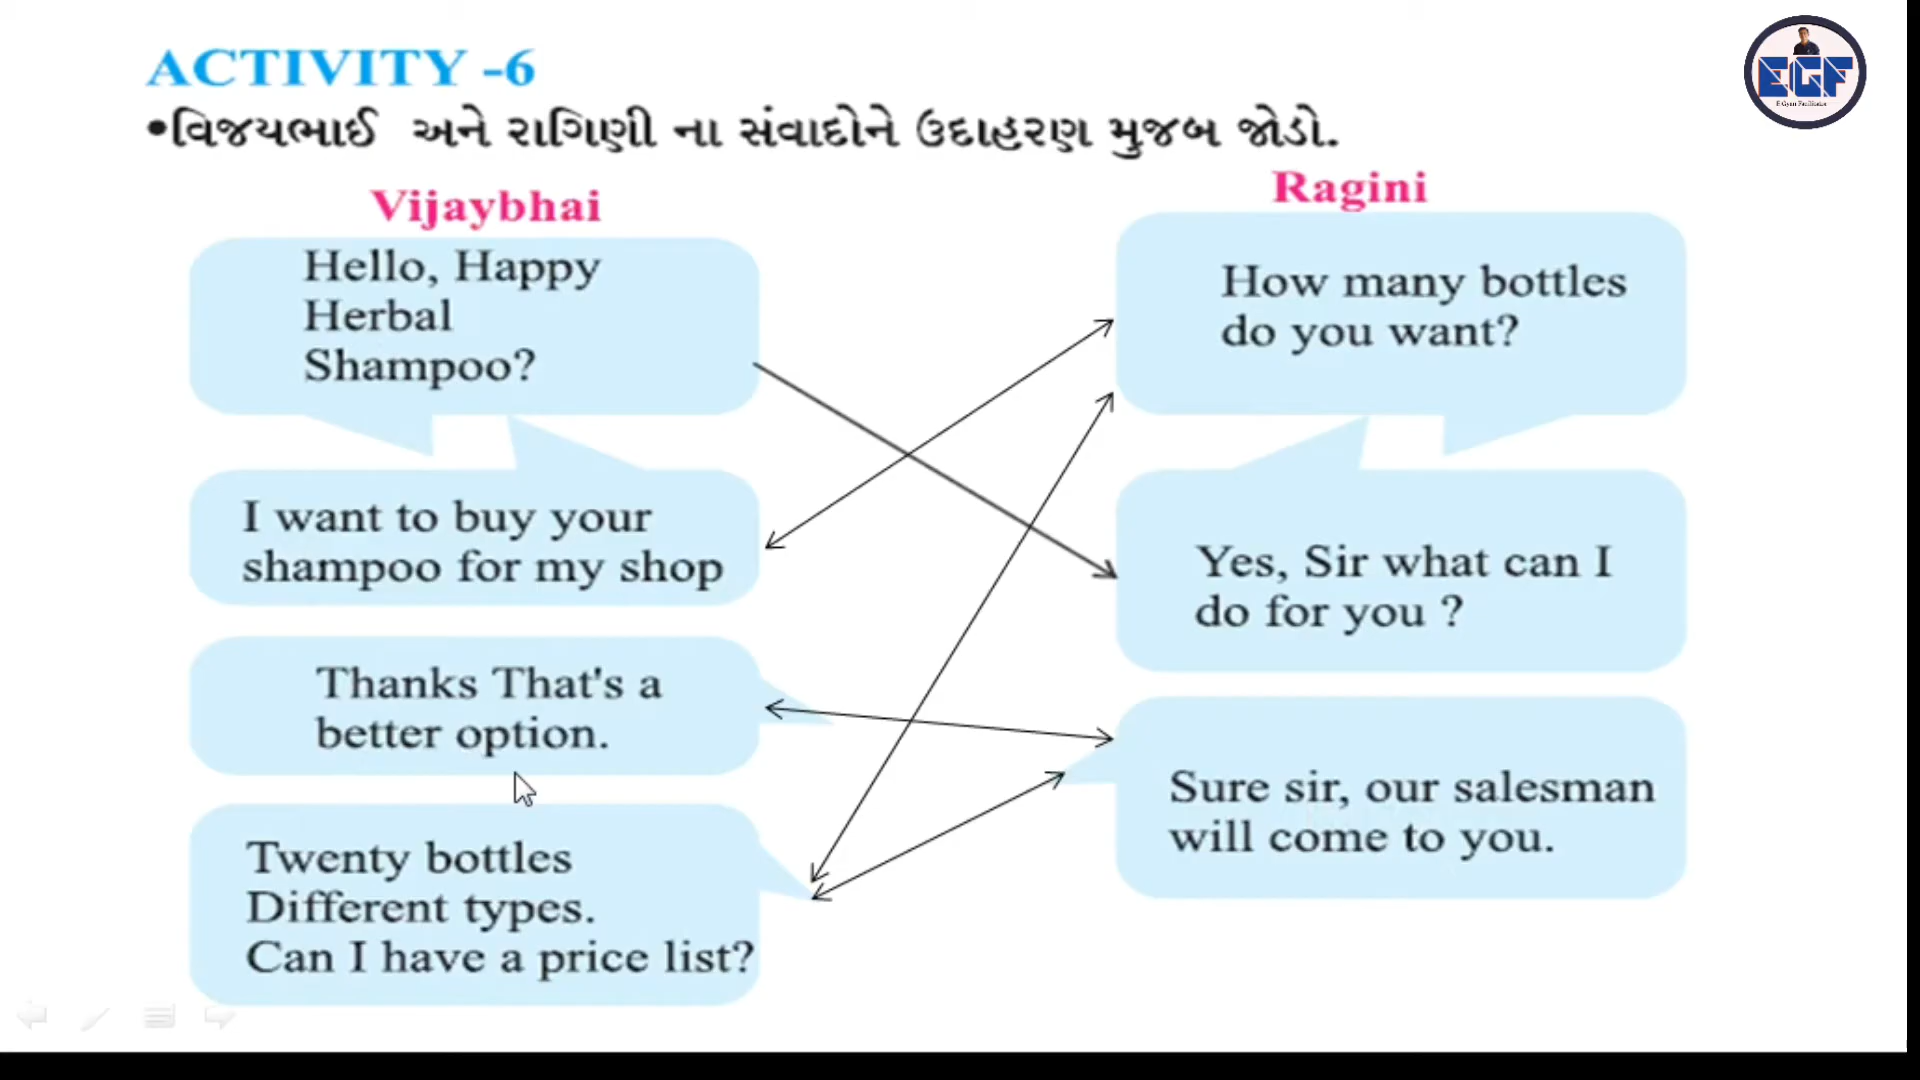 ACTIVITY -6
•વિજયભાઈ અને રાગિણી ના સંવાદોને ઉદાહરણ મુજબ જોડો.
Vijaybhai
Hello, Happy
Herbal
Shampoo?
I want to buy your
shampoo for my shop
Thanks That's a
better option.
Twenty bottles
Different types.
Can I have a price list?
Ragini
How many bottles
do you want?
Yes, Sir what can I
do for you ?
Sure sir, our salesman
will come to you.
EGF
E-Gyan Facilitator